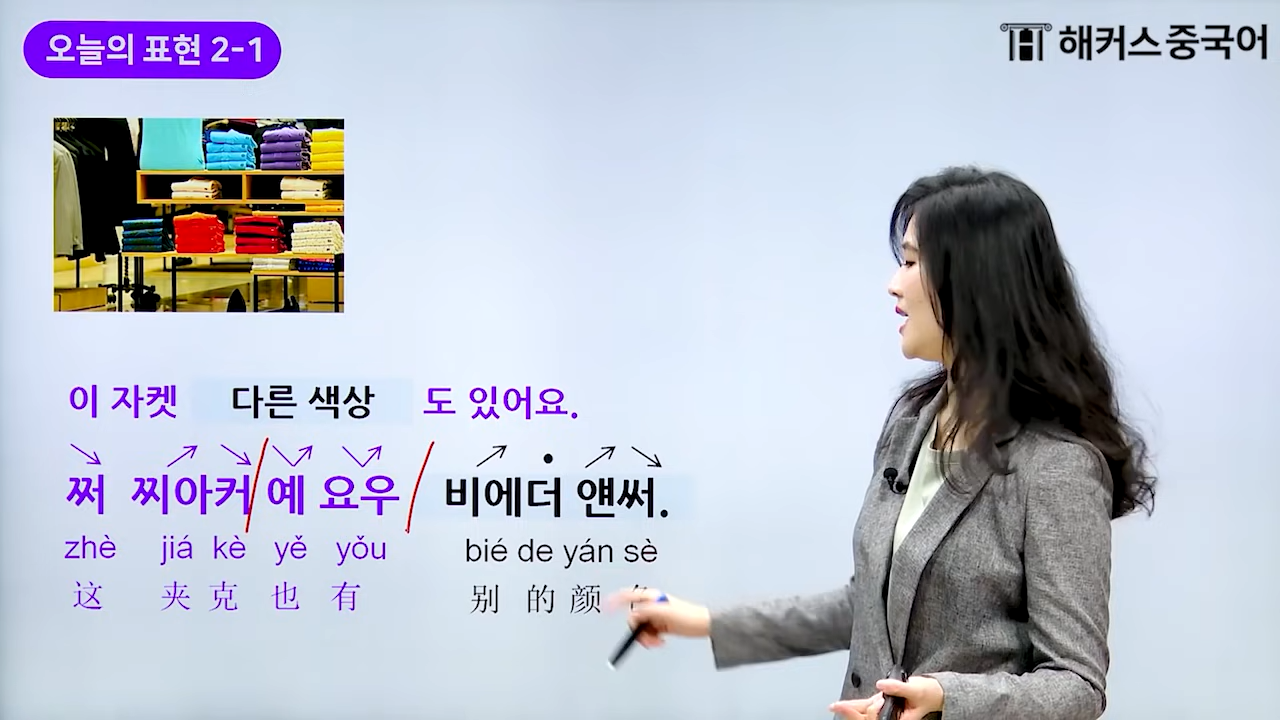 오늘의 표현 2-1
해커스중국어
이 자켓 다른 색상 도 있어요.
쩌 찌아커 예 요우 비에더 얜써.
zhè jiá kè yě yǒu bié de yán sè
这 夹 克 也 有 别 的 颜